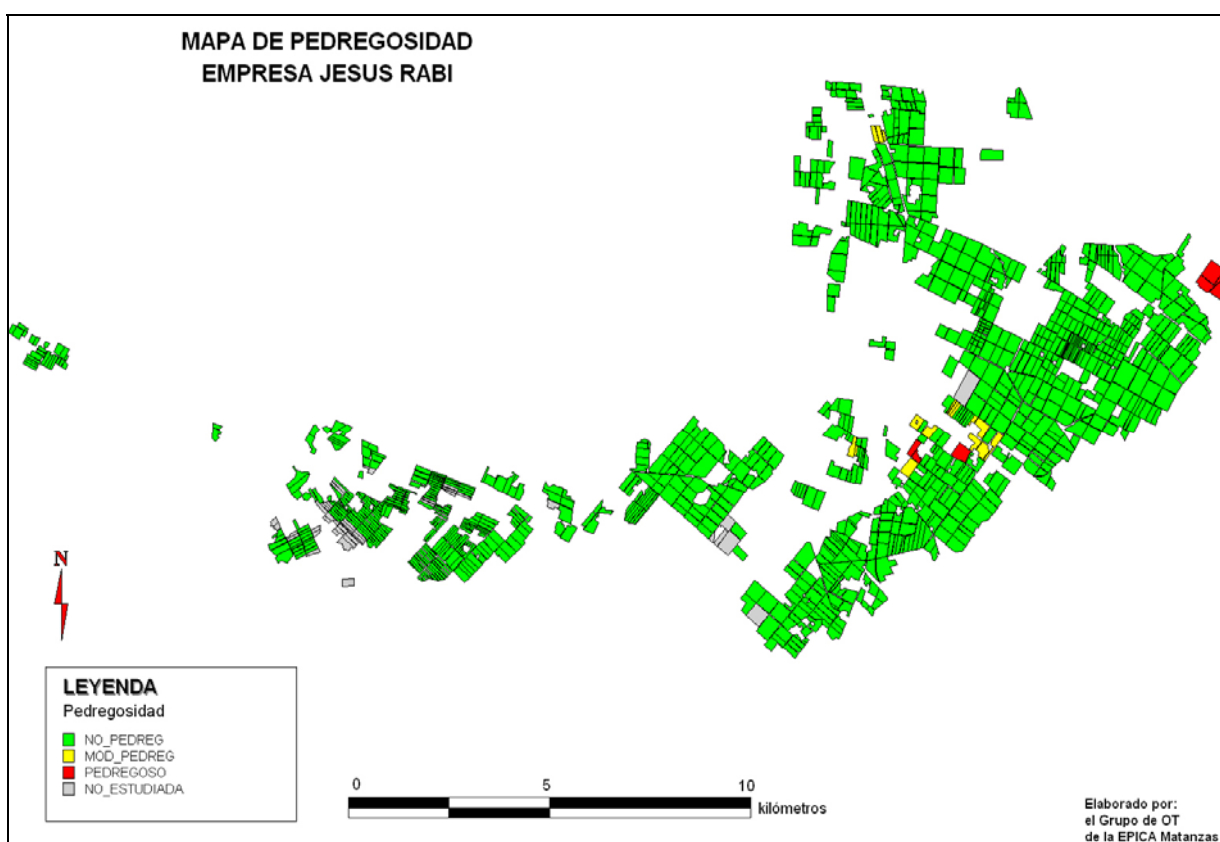 MAPA DE PEDREGOSIDAD
EMPRESA JESUS RABI
N
LEYENDA
Pedregosidad
NO_PEDREG
MOD_PEDREG
PEDREGOSO
NO_ESTUDIADA
0 5 10
kilómetros
Elaborado por:
el Grupo de OT
de la EPICA Matanzas